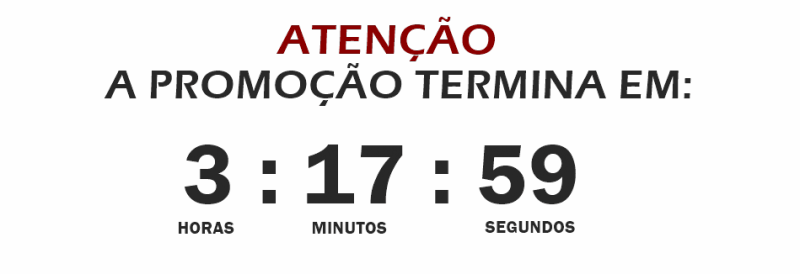 ATENÇÃO
A PROMOÇÃO TERMINA EM:
3 : 17 : 59
HORAS MINUTOS SEGUNDOS